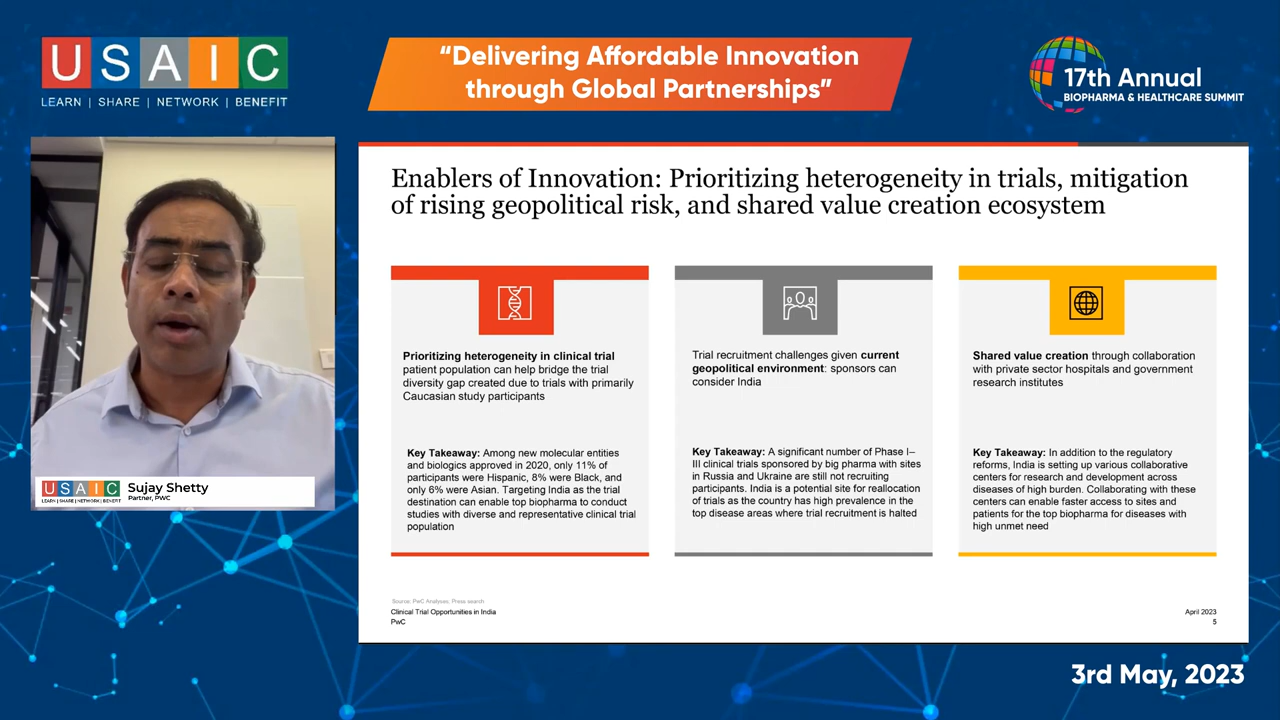 USAIC
LEARN | SHARE | NETWORK | BENEFIT
“Delivering Affordable Innovation
through Global Partnerships”
17th Annual
BIOPHARMA & HEALTHCARE SUMMIT
Enablers of Innovation: Prioritizing heterogeneity in trials, mitigation
of rising geopolitical risk, and shared value creation ecosystem
Prioritizing heterogeneity in clinical trial
patient population can help bridge the trial
diversity gap created due to trials with primarily
Caucasian study participants
Key Takeaway: Among new molecular entities
and biologics approved in 2020, only 11% of
participants were Hispanic, 8% were Black, and
only 6% were Asian. Targeting India as the trial
destination can enable top biopharma to conduct
studies with diverse and representative clinical trial
population
Trial recruitment challenges given current
geopolitical environment: sponsors can
consider India
Key Takeaway: A significant number of Phase I–
III clinical trials sponsored by big pharma with sites
in Russia and Ukraine are still not recruiting
participants. India is a potential site for reallocation
of trials as the country has high prevalence in the
top disease areas where trial recruitment is halted
Shared value creation through collaboration
with private sector hospitals and government
research institutes
Key Takeaway: In addition to the regulatory
reforms, India is setting up various collaborative
centers for research and development across
diseases of high burden. Collaborating with these
centers can enable faster access to sites and
patients for the top biopharma for diseases with
high unmet need
Source: PwC Analyses; Press search
Clinical Trial Opportunities in India
PwC
April 2023
5
USAIC
LEARN | SHARE | NETWORK | BENEFIT
Sujay Shetty
Partner, PWC
3rd May, 2023